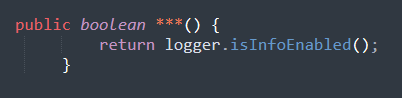 public boolean ***() {
return logger.isInfoEnabled();
}